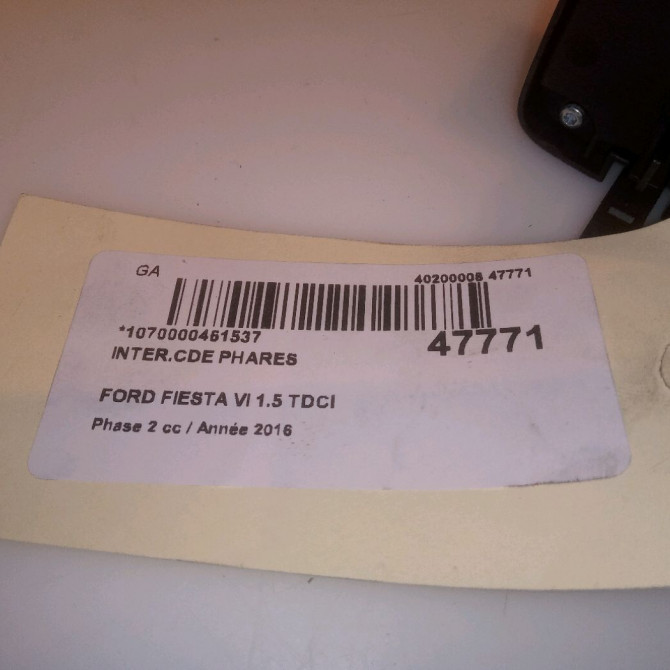 GA
40200008 47771
*1070000461537
47771
INTER.CDE PHARES
FORD FIESTA VI 1.5 TDCI
Phase 2 cc / Année 2016